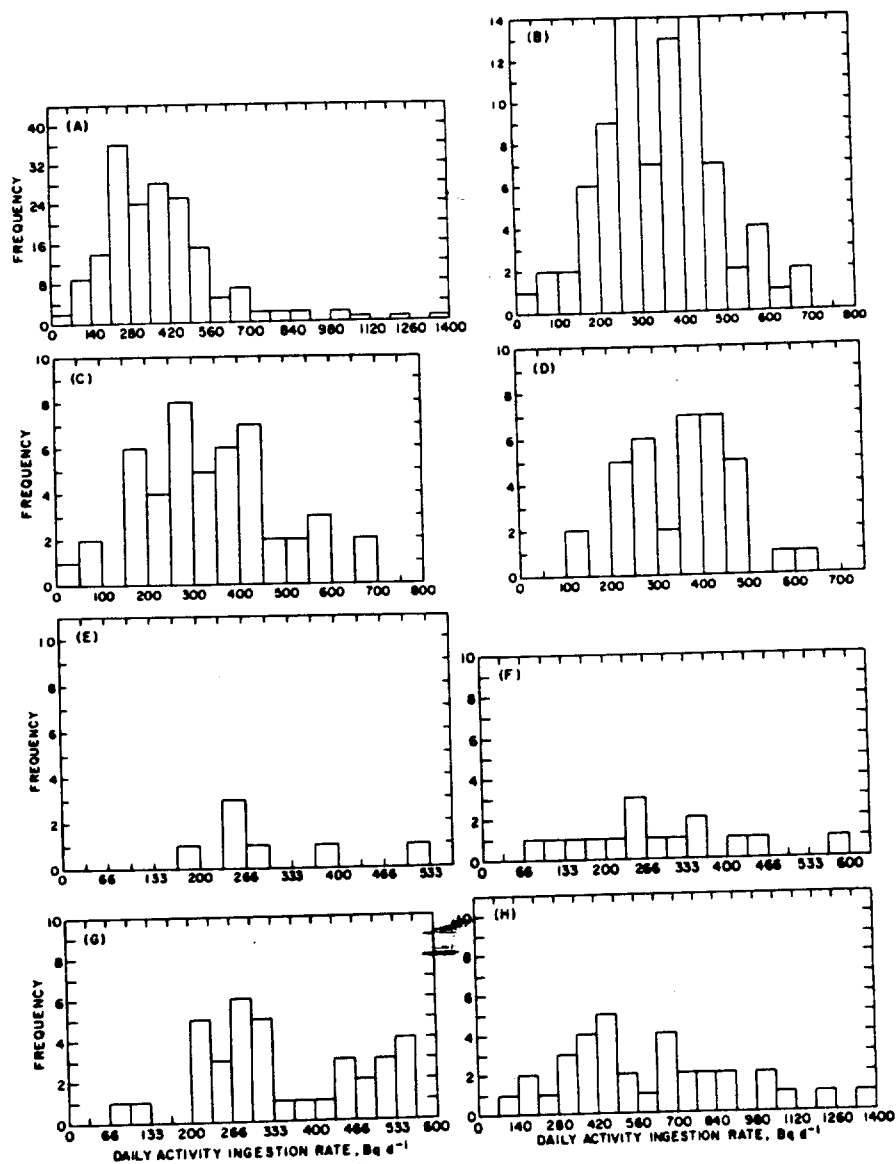 (A)
FREQUENCY
40
32
24
16
8
0
0 140 280 420 560 700 840 980 1120 1260 1400
(B)
14
12
10
8
6
4
2
0
0 100 200 300 400 500 600 700 800
(C)
FREQUENCY
10
8
6
4
2
0
0 100 200 300 400 500 600 700 800
(D)
10
8
6
4
2
0
100 200 300 400 500 600 700
(E)
FREQUENCY
10
8
6
4
2
0
0 66 133 200 266 333 400 466 533
(F)
10
8
6
4
2
0
0 66 133 200 266 333 400 466 533 600
(G)
FREQUENCY
10
8
6
4
2
0
0 66 133 200 266 333 400 466 533 600
DAILY ACTIVITY INGESTION RATE, Bq d⁻¹
(H)
10
8
6
4
2
0
0 140 280 420 560 700 840 980 1120 1260 1400
DAILY ACTIVITY INGESTION RATE, Bq d⁻¹